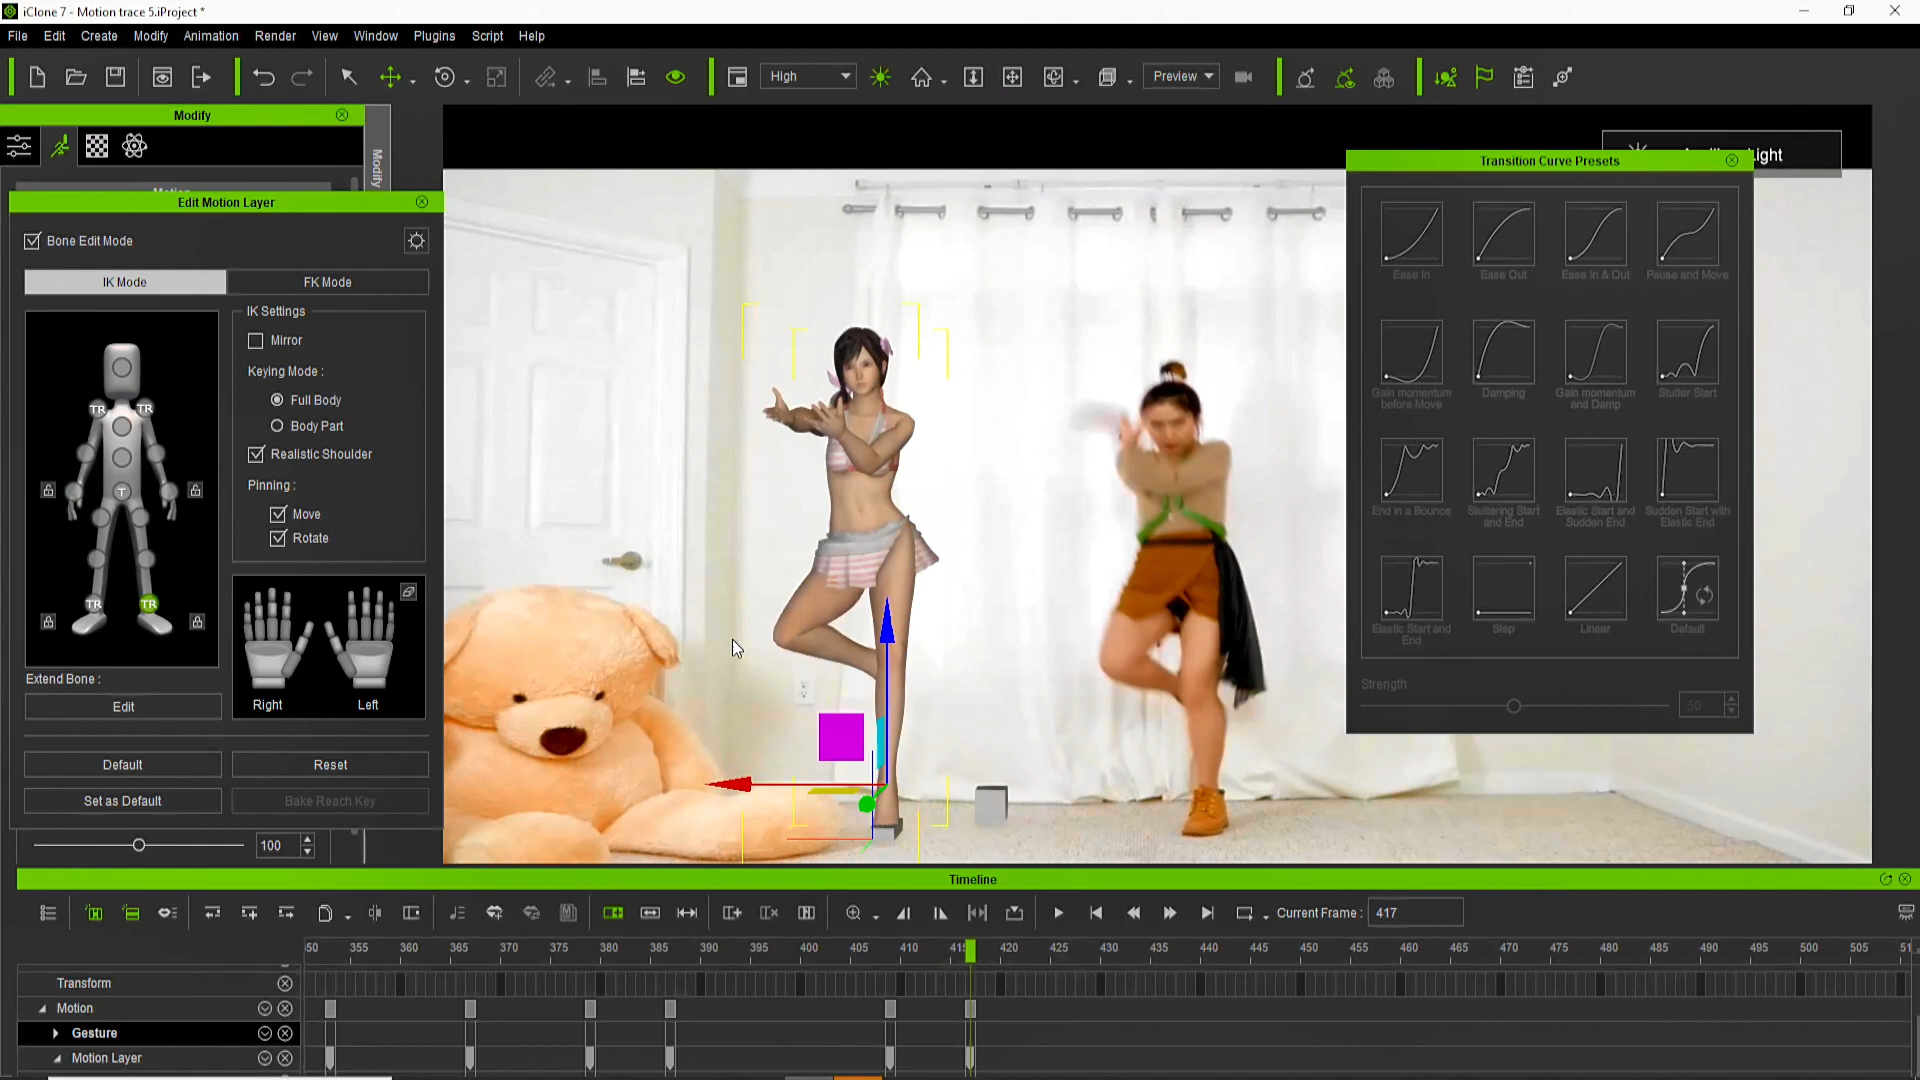 iClone 7 - Motion trace 5.iProject *
File Edit Create Modify Animation Render View Window Plugins Script Help
High
Preview
Modify
Modify
Edit Motion Layer
Bone Edit Mode
IK Mode FK Mode
IK Settings
Mirror
Keying Mode :
Full Body
Body Part
Realistic Shoulder
Pinning :
Move
Rotate
TR TR
T
TR TR
Extend Bone :
Edit
Right Left
Default Reset
Set as Default Bake Reach Key
100
Light
Transition Curve Presets
Ease In Ease Out Ease In & Out Pause and Move
Gain momentum before Move Damping Gain momentum and Damp Stutter Start
End in a Bounce Stuttering Start and End Elastic Start and Sudden End Sudden Start with Elastic End
Elastic Start and End Step Linear Default
Strength
50
Timeline
Current Frame : 417
50 355 360 365 370 375 380 385 390 395 400 405 410 415 420 425 430 435 440 445 450 455 460 465 470 475 480 485 490 495 500 505 51
Transform
Motion
Gesture
Motion Layer